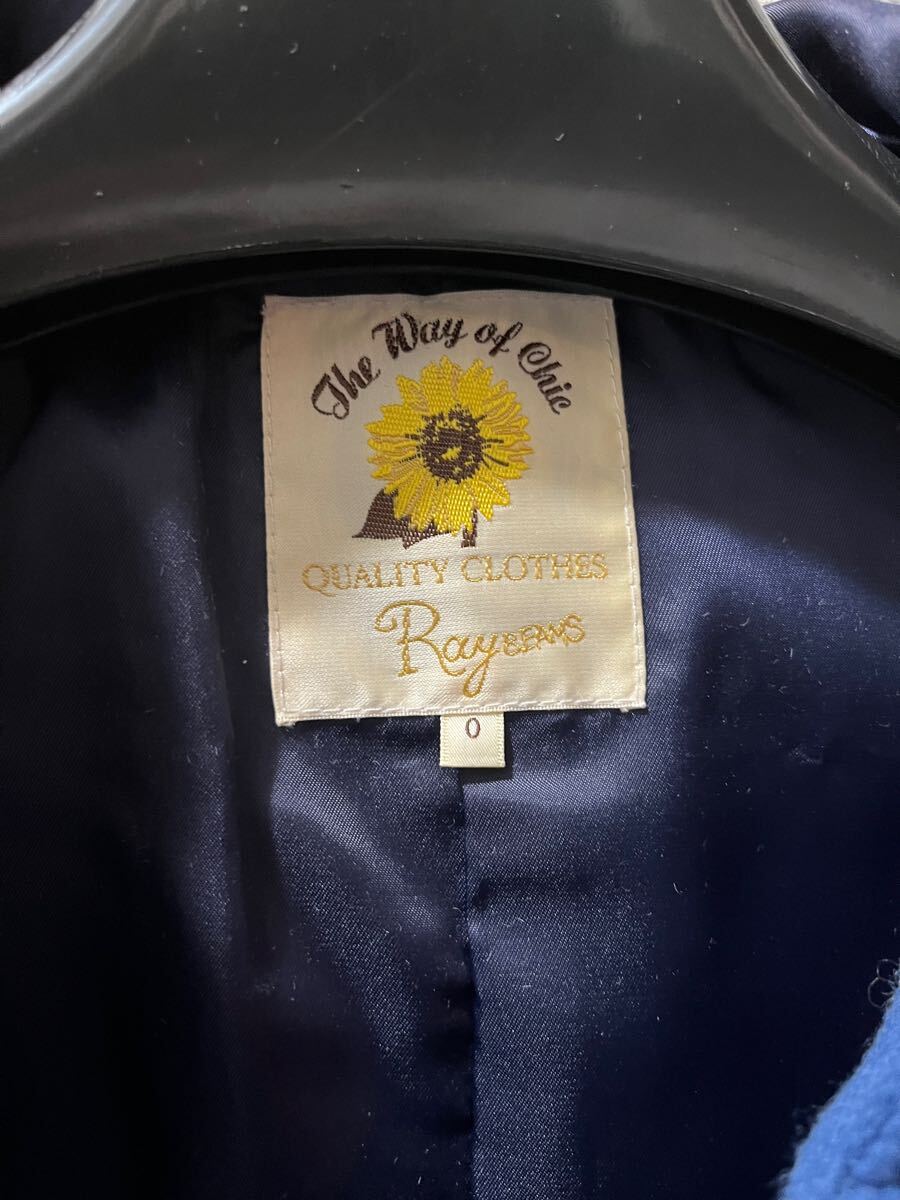 The Way of Chic
QUALITY CLOTHES
Ray BEAMS
0